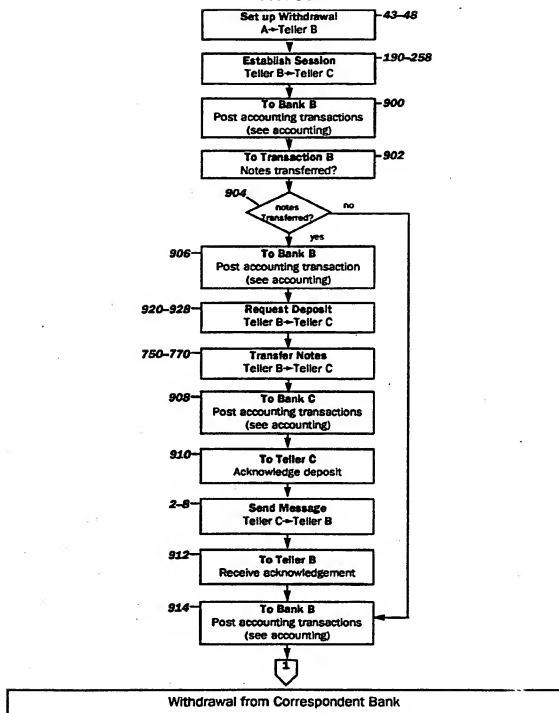 Set up Withdrawal
A→Teller B
43–48
Establish Session
Teller B→Teller C
190–258
To Bank B
Post accounting transactions
(see accounting)
900
To Transaction B
Notes transferred?
902
904
notes
Transferred?
no
yes
906
To Bank B
Post accounting transaction
(see accounting)
920–928
Request Deposit
Teller B→Teller C
750–770
Transfer Notes
Teller B→Teller C
908
To Bank C
Post accounting transactions
(see accounting)
910
To Teller C
Acknowledge deposit
2–8
Send Message
Teller C→Teller B
912
To Teller B
Receive acknowledgement
914
To Bank B
Post accounting transactions
(see accounting)
1
Withdrawal from Correspondent Bank